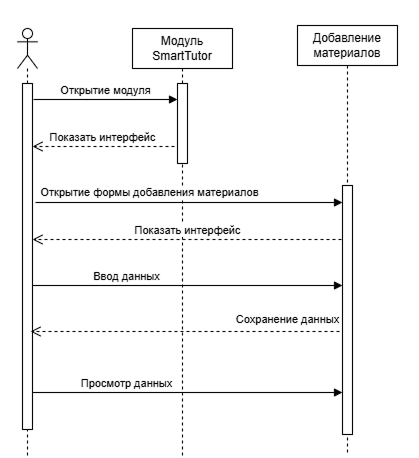 Модуль
SmartTutor
Добавление
материалов
Открытие модуля
Показать интерфейс
Открытие формы добавления материалов
Показать интерфейс
Ввод данных
Сохранение данных
Просмотр данных